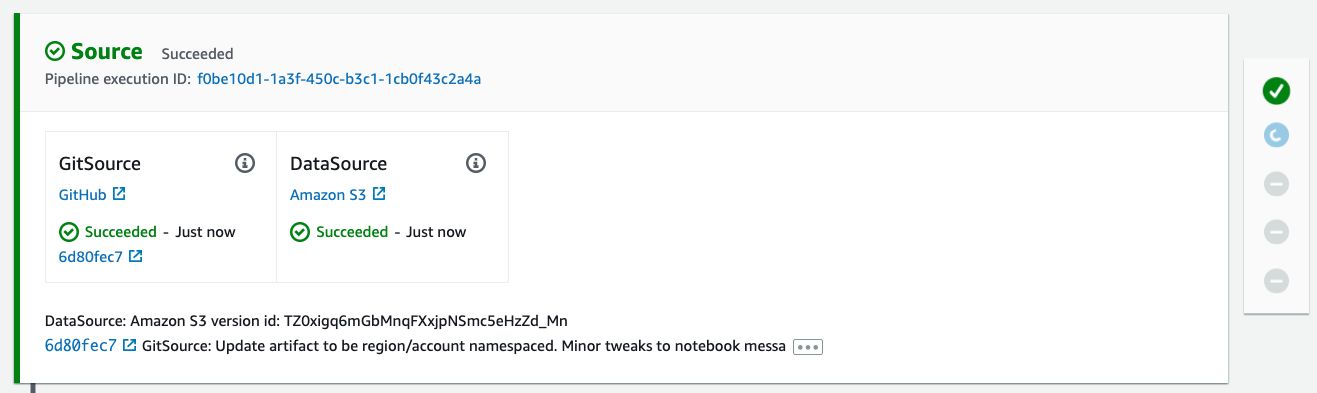 Source Succeeded
Pipeline execution ID: f0be10d1-1a3f-450c-b3c1-1cb0f43c2a4a
GitSource
GitHub
Succeeded - Just now
6d80fec7
DataSource
Amazon S3
Succeeded - Just now
DataSource: Amazon S3 version id: TZ0xigq6mGbMnqFXxjpNSmc5eHzZd_Mn
6d80fec7 GitSource: Update artifact to be region/account namespaced. Minor tweaks to notebook messa